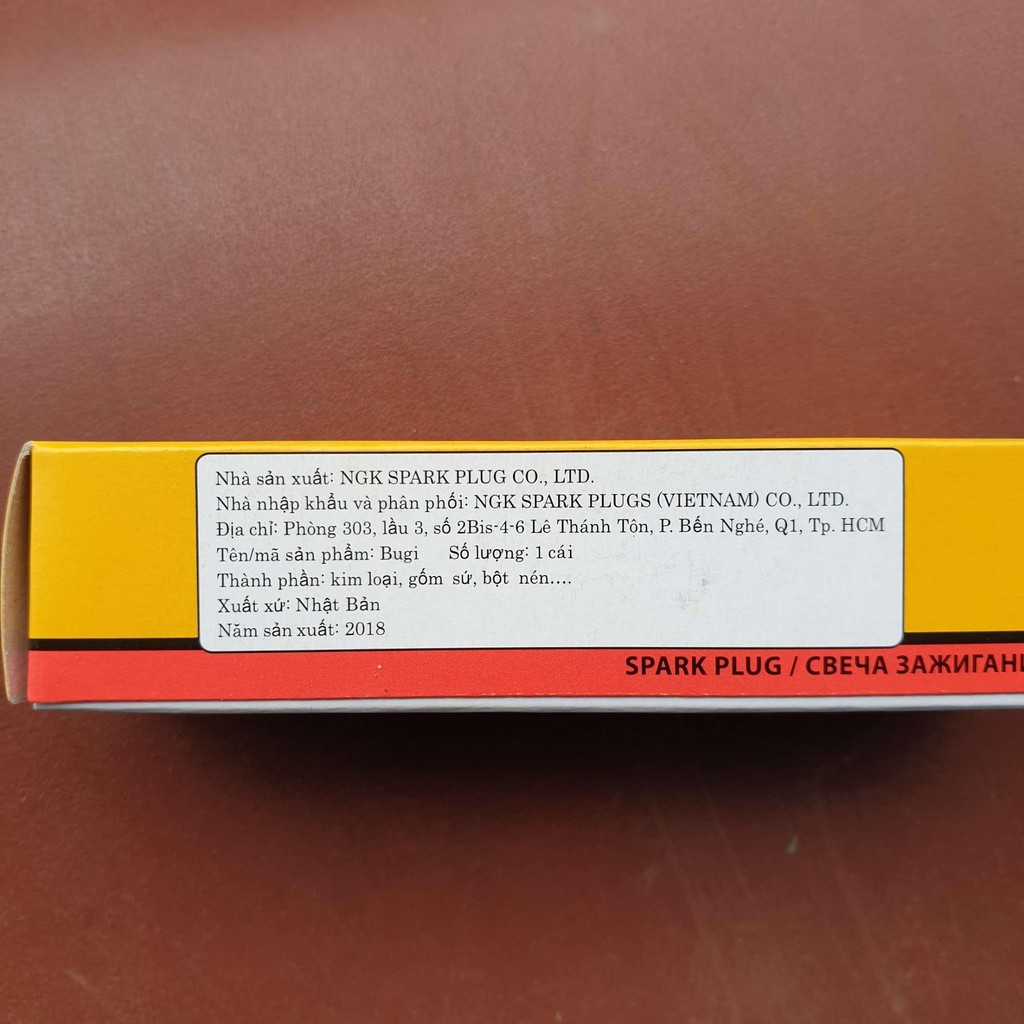 Nhà sản xuất: NGK SPARK PLUG CO., LTD.
Nhà nhập khẩu và phân phối: NGK SPARK PLUGS (VIETNAM) CO., LTD.
Địa chỉ: Phòng 303, lầu 3, số 2Bis-4-6 Lê Thánh Tôn, P. Bến Nghé, Q1, Tp. HCM
Tên/mã sản phẩm: Bugi Số lượng: 1 cái
Thành phần: kim loại, gốm sứ, bột nén....
Xuất xứ: Nhật Bản
Năm sản xuất: 2018
SPARK PLUG / СВЕЧА